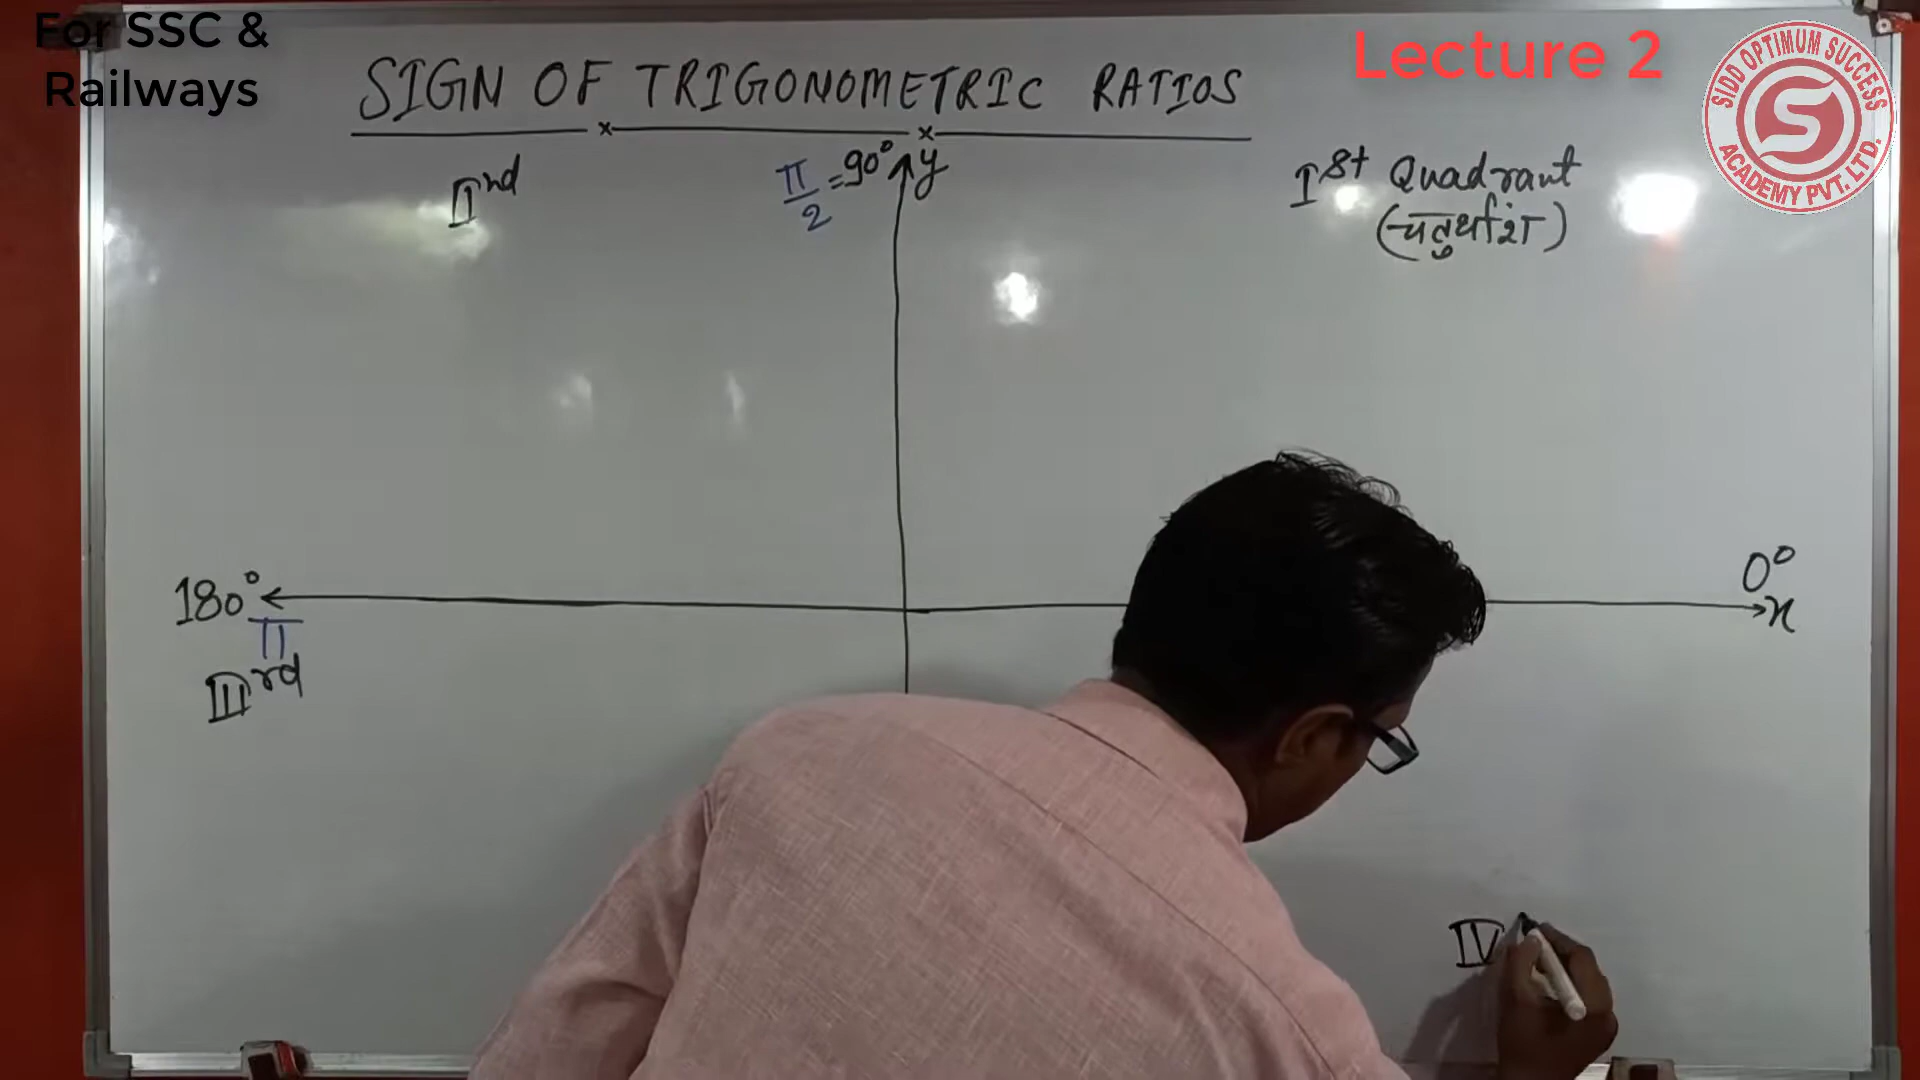 For SSC &
Railways
Lecture 2
SIDD OPTIMUM SUCCESS
ACADEMY PVT. LTD.
SIGN OF TRIGONOMETRIC RATIOS
IInd
π/2 = 90° y
Ist Quadrant
(चतुर्थांश)
180°
π
0°
x
IIIrd
IV